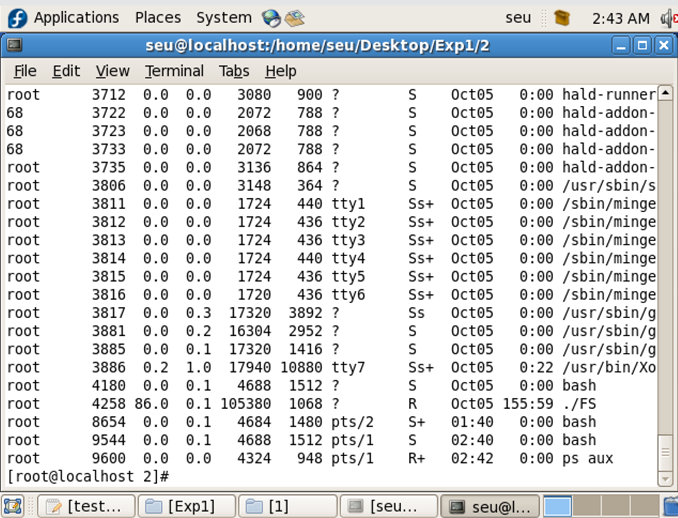 Applications Places System seu 2:43 AM
seu@localhost:/home/seu/Desktop/Exp1/2
File Edit View Terminal Tabs Help
root 3712 0.0 0.0 3080 900 ? S Oct05 0:00 hald-runner
68 3722 0.0 0.0 2072 788 ? S Oct05 0:00 hald-addon-
68 3723 0.0 0.0 2068 788 ? S Oct05 0:00 hald-addon-
68 3733 0.0 0.0 2072 788 ? S Oct05 0:00 hald-addon-
root 3735 0.0 0.0 3136 864 ? S Oct05 0:00 hald-addon-
root 3806 0.0 0.0 3148 364 ? S Oct05 0:00 /usr/sbin/s
root 3811 0.0 0.0 1724 440 tty1 Ss+ Oct05 0:00 /sbin/minge
root 3812 0.0 0.0 1724 436 tty2 Ss+ Oct05 0:00 /sbin/minge
root 3813 0.0 0.0 1724 436 tty3 Ss+ Oct05 0:00 /sbin/minge
root 3814 0.0 0.0 1724 440 tty4 Ss+ Oct05 0:00 /sbin/minge
root 3815 0.0 0.0 1724 436 tty5 Ss+ Oct05 0:00 /sbin/minge
root 3816 0.0 0.0 1720 436 tty6 Ss+ Oct05 0:00 /sbin/minge
root 3817 0.0 0.3 17320 3892 ? Ss Oct05 0:00 /usr/sbin/g
root 3881 0.0 0.2 16304 2952 ? S Oct05 0:00 /usr/sbin/g
root 3885 0.0 0.1 17320 1416 ? S Oct05 0:00 /usr/sbin/g
root 3886 0.2 1.0 17940 10880 tty7 Ss+ Oct05 0:22 /usr/bin/Xo
root 4180 0.0 0.1 4688 1512 ? S Oct05 0:00 bash
root 4258 86.0 0.1 105380 1068 ? R Oct05 155:59 ./FS
root 8654 0.0 0.1 4684 1480 pts/2 S+ 01:40 0:00 bash
root 9544 0.0 0.1 4688 1512 pts/1 S 02:40 0:00 bash
root 9600 0.0 0.0 4324 948 pts/1 R+ 02:42 0:00 ps aux
[root@localhost 2]#
[test... [Exp1] [1] [seu... seu@l...